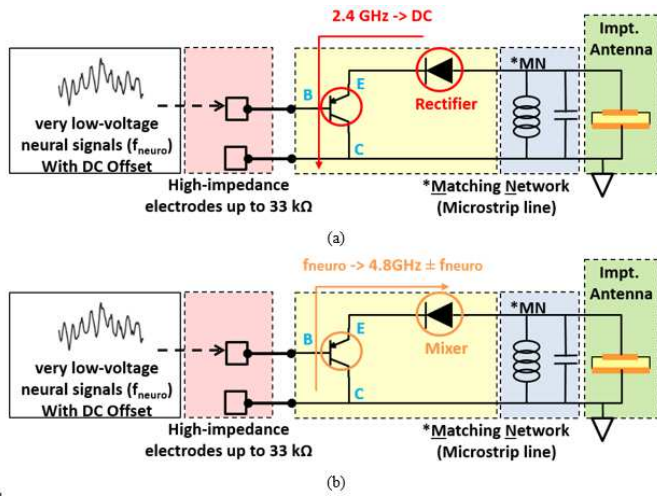 2.4 GHz -> DC
Impt.
Antenna
*MN
E
B
Rectifier
very low-voltage
neural signals (fneuro)
With DC Offset
C
High-impedance
electrodes up to 33 kΩ
*Matching Network
(Microstrip line)
(a)
fneuro -> 4.8GHz ± fneuro
Impt.
Antenna
*MN
E
B
Mixer
very low-voltage
neural signals (fneuro)
With DC Offset
C
High-impedance
electrodes up to 33 kΩ
*Matching Network
(Microstrip line)
(b)